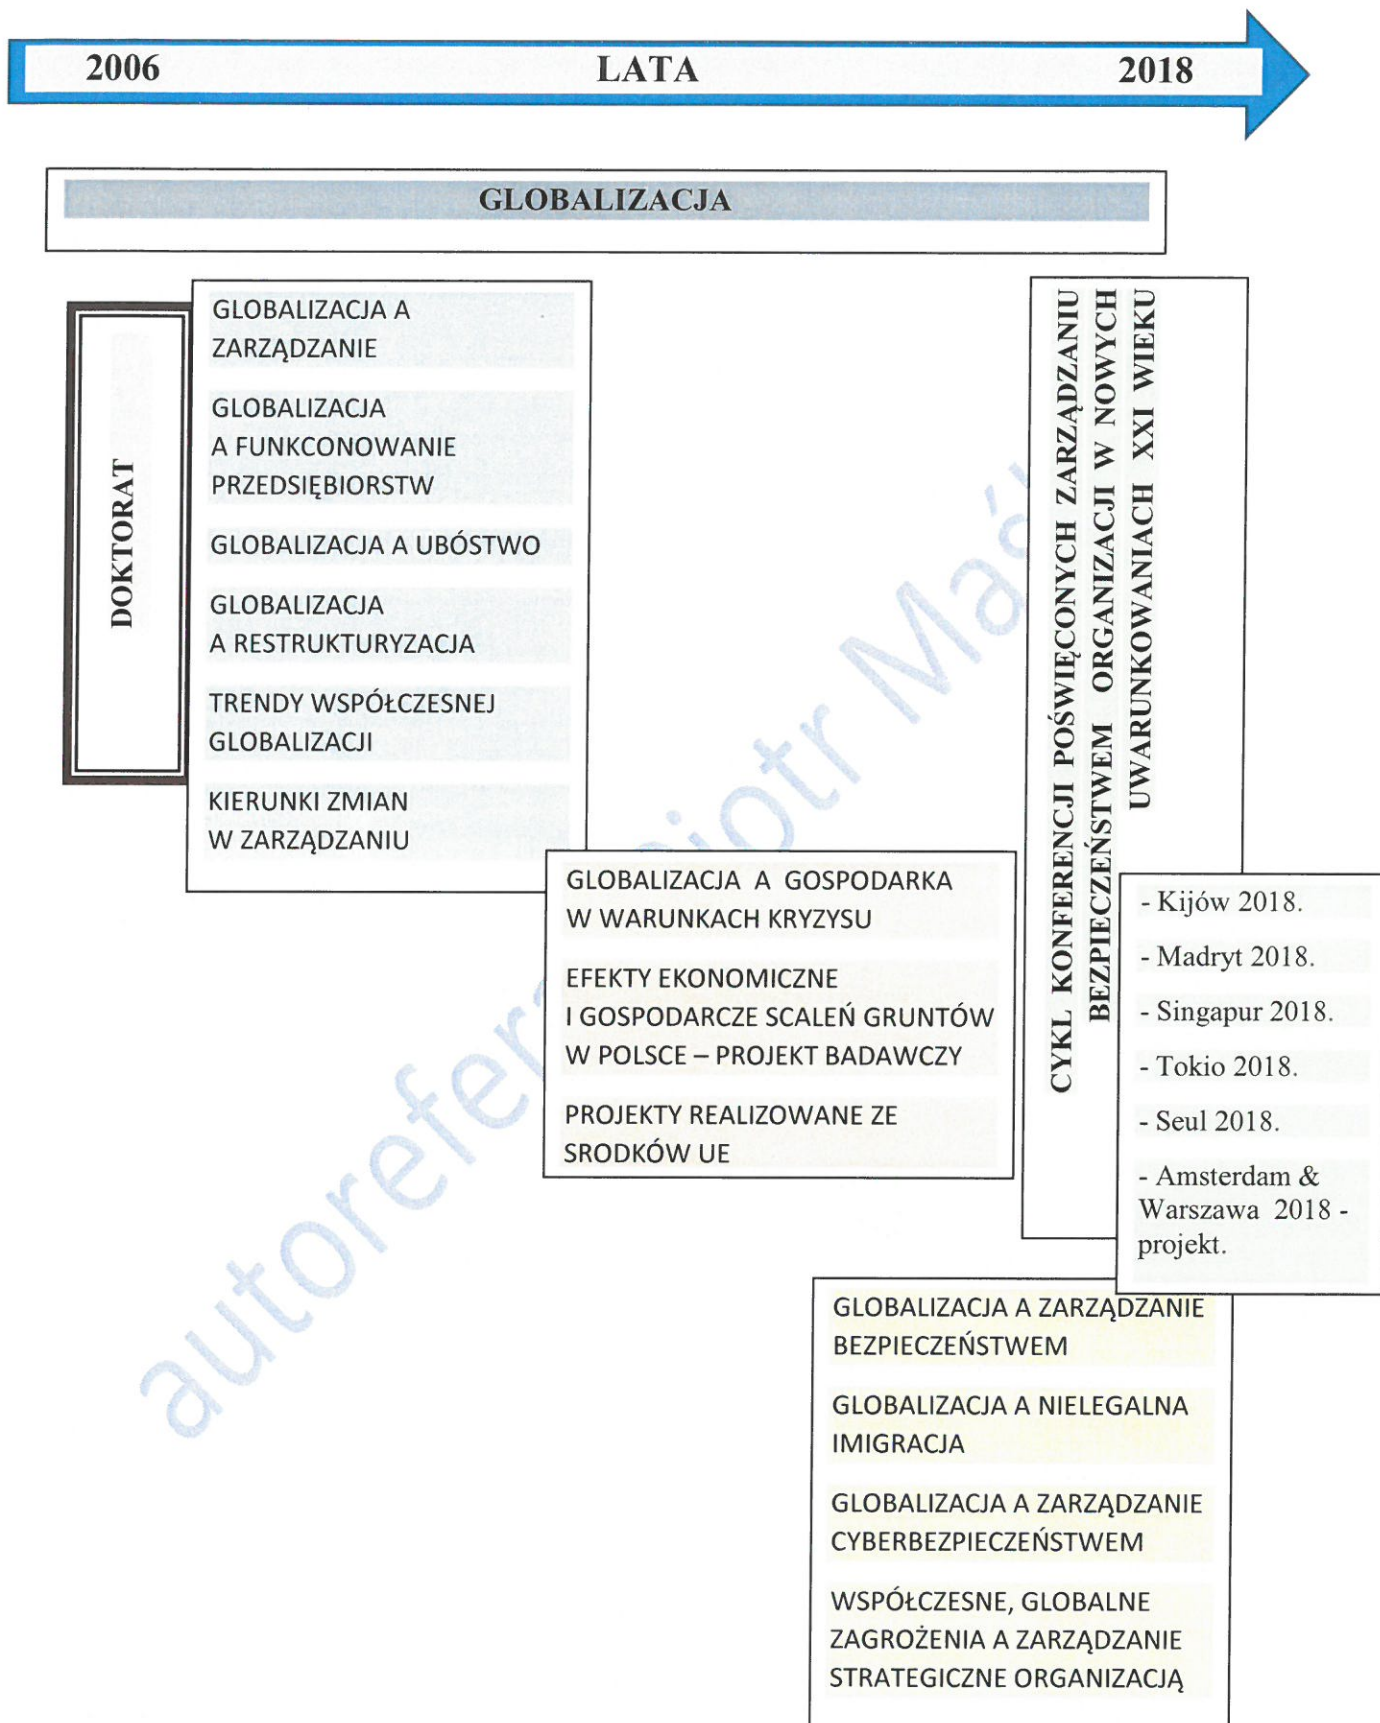 2006 LATA 2018
GLOBALIZACJA
DOKTORAT
GLOBALIZACJA A
ZARZĄDZANIE
GLOBALIZACJA
A FUNKCONOWANIE
PRZEDSIĘBIORSTW
GLOBALIZACJA A UBÓSTWO
GLOBALIZACJA
A RESTRUKTURYZACJA
TRENDY WSPÓŁCZESNEJ
GLOBALIZACJI
KIERUNKI ZMIAN
W ZARZĄDZANIU
GLOBALIZACJA A GOSPODARKA
W WARUNKACH KRYZYSU
EFEKTY EKONOMICZNE
I GOSPODARCZE SCALEŃ GRUNTÓW
W POLSCE – PROJEKT BADAWCZY
PROJEKTY REALIZOWANE ZE
SRODKÓW UE
CYKL KONFERENCJI POŚWIĘCONYCH ZARZĄDZANIU
BEZPIECZEŃSTWEM ORGANIZACJI W NOWYCH
UWARUNKOWANIACH XXI WIEKU
- Kijów 2018.
- Madryt 2018.
- Singapur 2018.
- Tokio 2018.
- Seul 2018.
- Amsterdam &
Warszawa 2018 -
projekt.
GLOBALIZACJA A ZARZĄDZANIE
BEZPIECZEŃSTWEM
GLOBALIZACJA A NIELEGALNA
IMIGRACJA
GLOBALIZACJA A ZARZĄDZANIE
CYBERBEZPIECZEŃSTWEM
WSPÓŁCZESNE, GLOBALNE
ZAGROŻENIA A ZARZĄDZANIE
STRATEGICZNE ORGANIZACJĄ